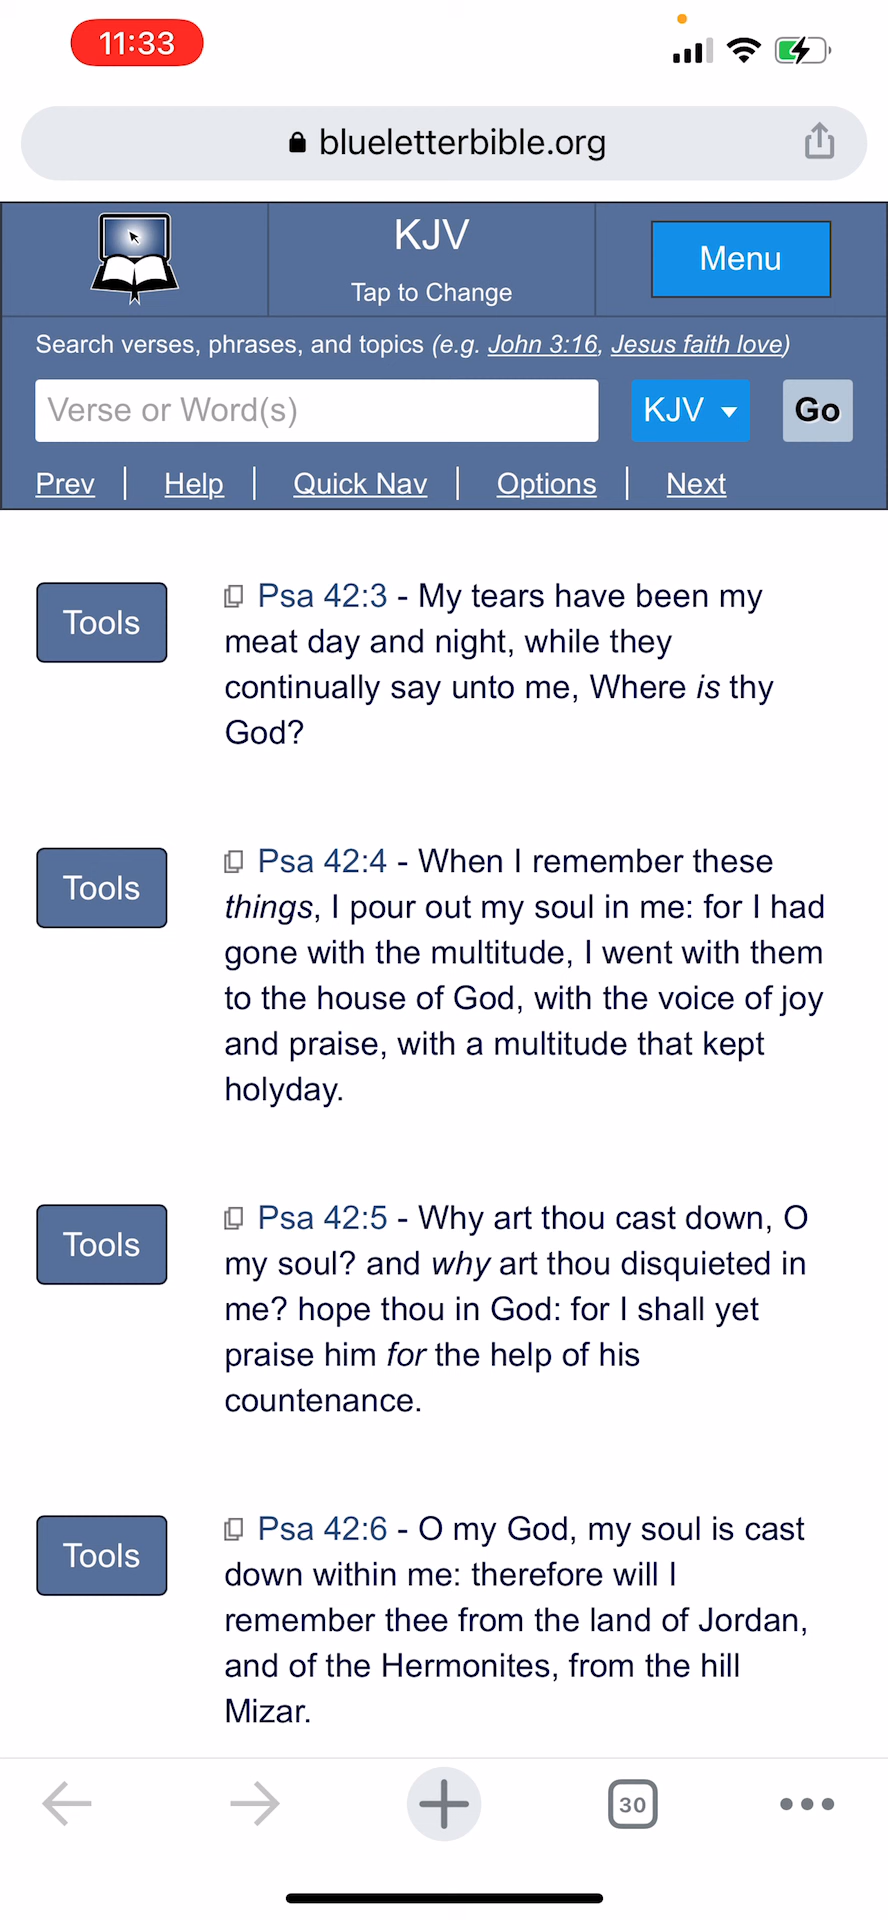 11:33
blueletterbible.org
KJV
Tap to Change
Menu
Search verses, phrases, and topics (e.g. John 3:16, Jesus faith love)
Verse or Word(s)
KJV
Go
Prev | Help | Quick Nav | Options | Next
Tools
Psa 42:3 - My tears have been my
meat day and night, while they
continually say unto me, Where is thy
God?
Tools
Psa 42:4 - When I remember these
things, I pour out my soul in me: for I had
gone with the multitude, I went with them
to the house of God, with the voice of joy
and praise, with a multitude that kept
holyday.
Tools
Psa 42:5 - Why art thou cast down, O
my soul? and why art thou disquieted in
me? hope thou in God: for I shall yet
praise him for the help of his
countenance.
Tools
Psa 42:6 - O my God, my soul is cast
down within me: therefore will I
remember thee from the land of Jordan,
and of the Hermonites, from the hill
Mizar.
30